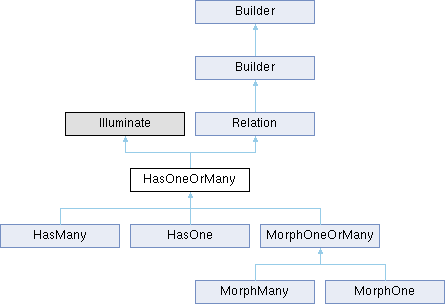 Builder
Builder
Illuminate
Relation
HasOneOrMany
HasMany
HasOne
MorphOneOrMany
MorphMany
MorphOne